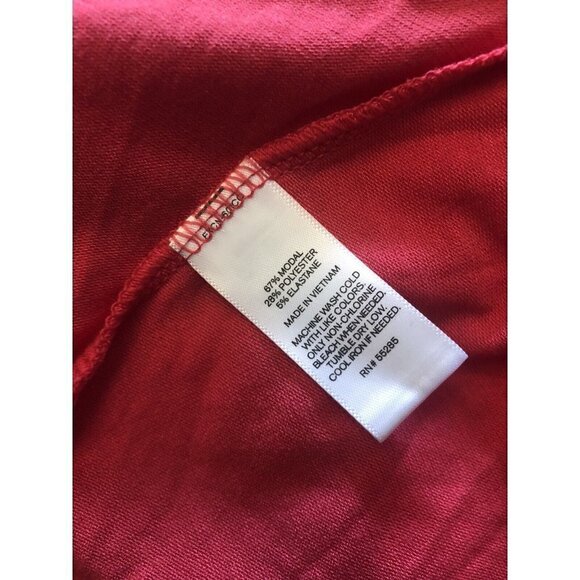 67% MODAL
28% POLYESTER
5% ELASTANE
MADE IN VIETNAM
MACHINE WASH COLD
WITH LIKE COLORS.
ONLY NON-CHLORINE
BLEACH WHEN NEEDED.
TUMBLE DRY LOW.
COOL IRON IF NEEDED.
RN# 55285